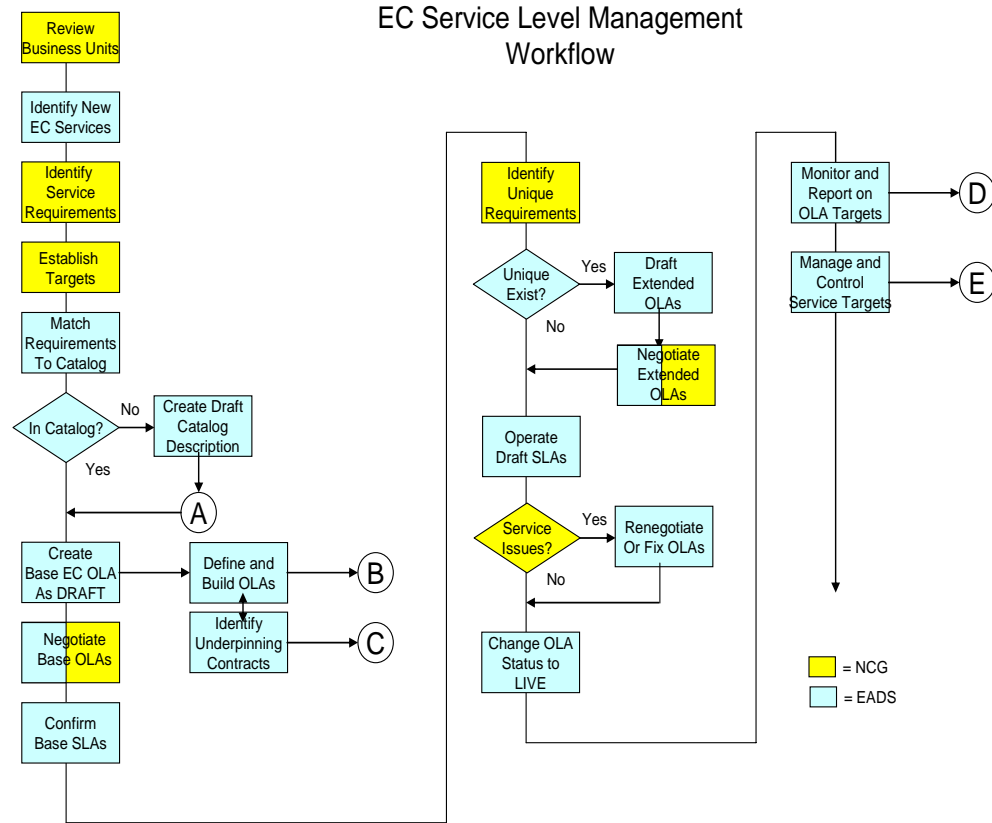 EC Service Level Management
Workflow
Review
Business Units
Identify New
EC Services
Identify
Service
Requirements
Establish
Targets
Match
Requirements
To Catalog
In Catalog?
No
Yes
Create Draft
Catalog
Description
A
Create
Base EC OLA
As DRAFT
Define and
Build OLAs
B
Identify
Underpinning
Contracts
C
Negotiate
Base OLAs
Confirm
Base SLAs
Identify
Unique
Requirements
Unique
Exist?
Yes
No
Draft
Extended
OLAs
Negotiate
Extended
OLAs
Operate
Draft SLAs
Service
Issues?
Yes
No
Renegotiate
Or Fix OLAs
Change OLA
Status to
LIVE
Monitor and
Report on
OLA Targets
D
Manage and
Control
Service Targets
E
= NCG
= EADS